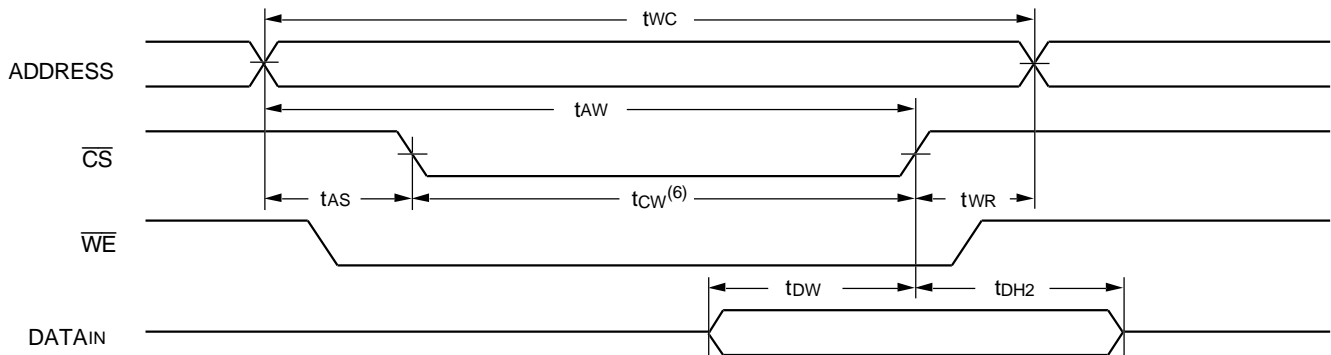 tWC
ADDRESS
tAW
CS
tAS
tCW(6)
tWR
WE
tDW
tDH2
DATAIN